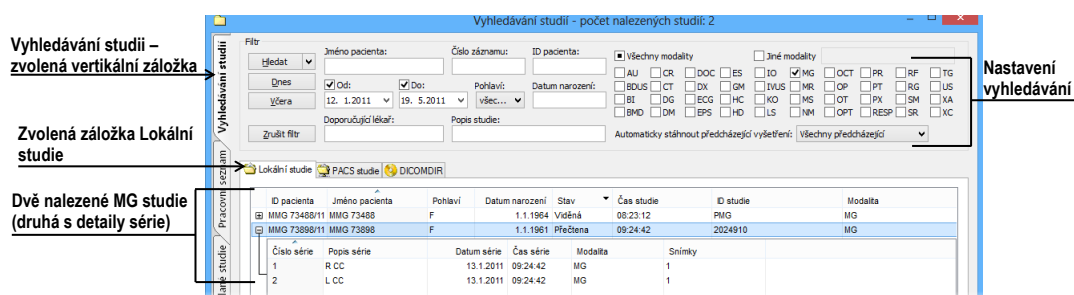 Vyhledávání studií - počet nalezených studií: 2
Vyhledávání studii –
zvolená vertikální záložka
Zvolená záložka Lokální
studie
Dvě nalezené MG studie
(druhá s detaily série)
Nastavení
vyhledávání
Vyhledávání studií
Pracovní seznam
studie
Filtr
Hledat
Dnes
Včera
Zrušit filtr
Jméno pacienta: Číslo záznamu: ID pacienta:
Od: Do: Pohlaví: Datum narození:
12. 1.2011 19. 5.2011 všec...
Doporučující lékař: Popis studie:
Všechny modality Jiné modality
AU CR DOC ES IO MG OCT PR RF TG
BDUS CT DX GM IVUS MR OP PT RG US
BI DG ECG HC KO MS OT PX SM XA
BMD DM EPS HD LS NM OPT RESP SR XC
Automaticky stáhnout předcházející vyšetření: Všechny předcházející
Lokální studie PACS studie DICOMDIR
ID pacienta Jméno pacienta Pohlaví Datum narození Stav Čas studie ID studie Modalita
MMG 73488/11 MMG 73488 F 1.1.1964 Viděná 08:23:12 PMG MG
MMG 73898/11 MMG 73898 F 1.1.1961 Přečtena 09:24:42 2024910 MG
Číslo série Popis série Datum série Čas série Modalita Snímky
1 R CC 13.1.2011 09:24:42 MG 1
2 L CC 13.1.2011 09:24:42 MG 1